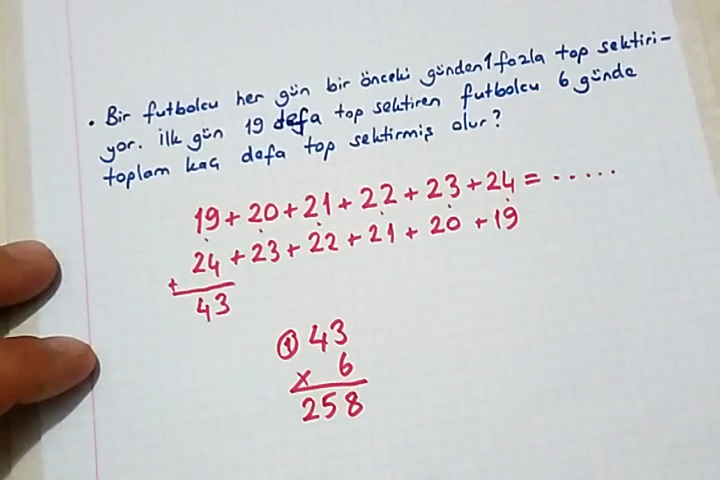 • Bir futbolcu her gün bir önceki günden 1 fazla top sektiri-
yor. İlk gün 19 defa top sektiren futbolcu 6 günde
toplam kaç defa top sektirmiş olur?
19+20+21+22+23+24=.....
24+23+22+21+20+19
+
43
① 43
x 6
258